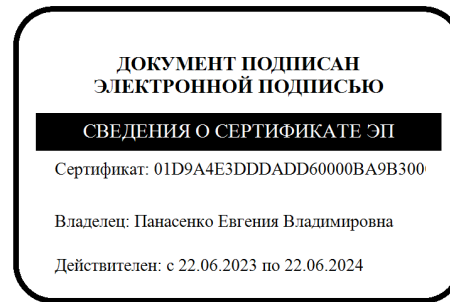 ДОКУМЕНТ ПОДПИСАН
ЭЛЕКТРОННОЙ ПОДПИСЬЮ
СВЕДЕНИЯ О СЕРТИФИКАТЕ ЭП
Сертификат: 01D9A4E3DDDADD60000BA9B300
Владелец: Панасенко Евгения Владимировна
Действителен: с 22.06.2023 по 22.06.2024